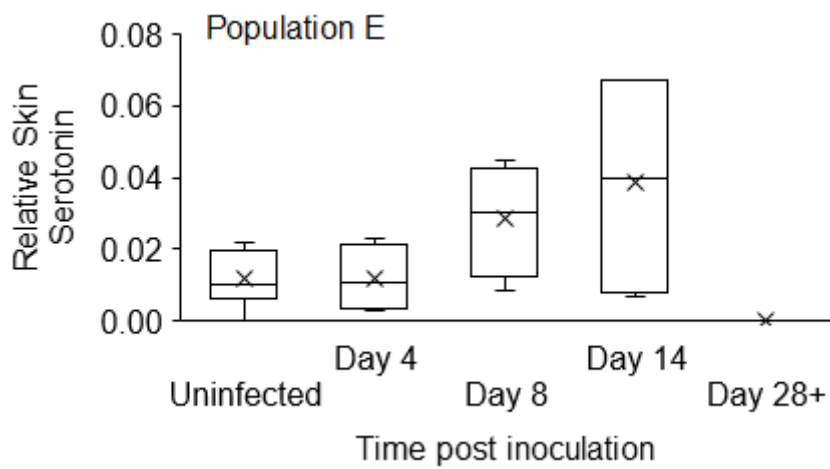 Population E
Relative Skin
Serotonin
0.08
0.06
0.04
0.02
0.00
Uninfected
Day 4
Day 8
Day 14
Day 28+
Time post inoculation